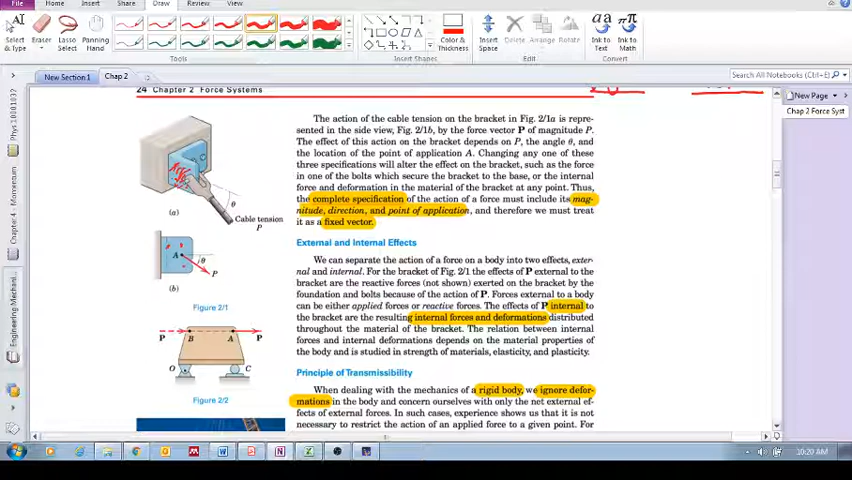 File
Home
Insert
Share
Draw
Review
View
Select
& Type
Eraser
Lasso
Select
Panning
Hand
Color &
Thickness
Insert
Space
Delete
Arrange
Rotate
Ink to
Text
Ink to
Math
Tools
Insert Shapes
Edit
Convert
New Section 1
Chap 2
Search All Notebooks (Ctrl+E)
New Page
Chap 2 Force Syst
Phys 10001037
Chapter 4: Momentum
24 Chapter 2 Force Systems
The action of the cable tension on the bracket in Fig. 2/1a is repre-
sented in the side view, Fig. 2/1b, by the force vector P of magnitude P.
The effect of this action on the bracket depends on P, the angle θ, and
the location of the point of application A. Changing any one of these
three specifications will alter the effect on the bracket, such as the force
in one of the bolts which secure the bracket to the base, or the internal
force and deformation in the material of the bracket at any point. Thus,
the complete specification of the action of a force must include its mag-
nitude, direction, and point of application, and therefore we must treat
it as a fixed vector.
θ
(a)
Cable tension
P
A
θ
P
(b)
Figure 2/1
P
B
A
P
O
C
Figure 2/2
External and Internal Effects
We can separate the action of a force on a body into two effects, exter-
nal and internal. For the bracket of Fig. 2/1 the effects of P external to the
bracket are the reactive forces (not shown) exerted on the bracket by the
foundation and bolts because of the action of P. Forces external to a body
can be either applied forces or reactive forces. The effects of P internal to
the bracket are the resulting internal forces and deformations distributed
throughout the material of the bracket. The relation between internal
forces and internal deformations depends on the material properties of
the body and is studied in strength of materials, elasticity, and plasticity.
Principle of Transmissibility
When dealing with the mechanics of a rigid body, we ignore defor-
mations in the body and concern ourselves with only the net external ef-
fects of external forces. In such cases, experience shows us that it is not
necessary to restrict the action of an applied force to a given point. For
10:20 AM